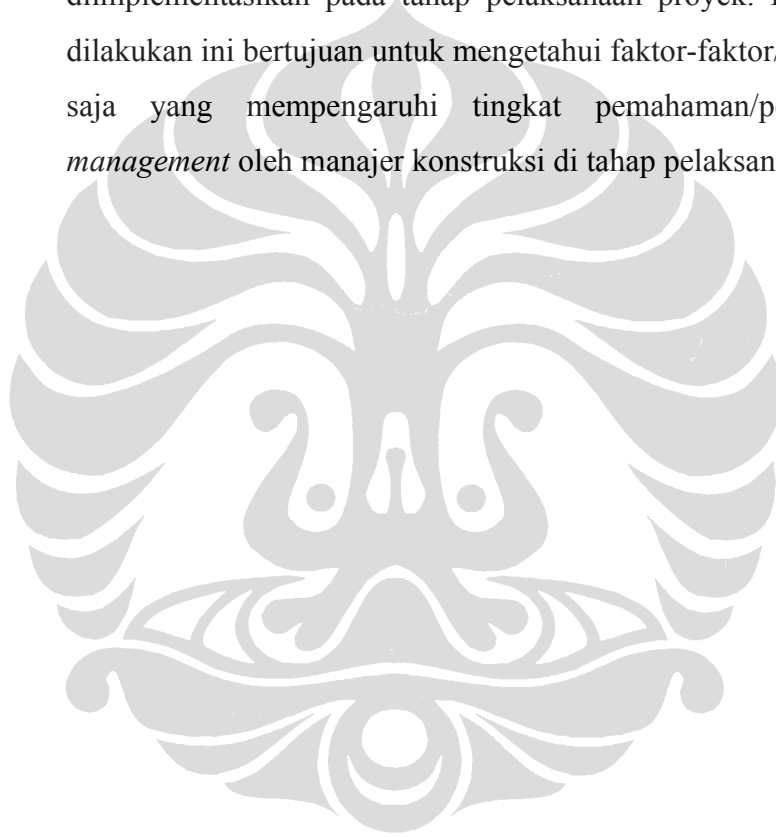 pada tahap pelaksanaan proyek.
dilakukan ini bertujuan untuk mengetahui faktor-faktor/
saja yang mempengaruhi tingkat pemahaman/
management oleh manajer konstruksi di tahap